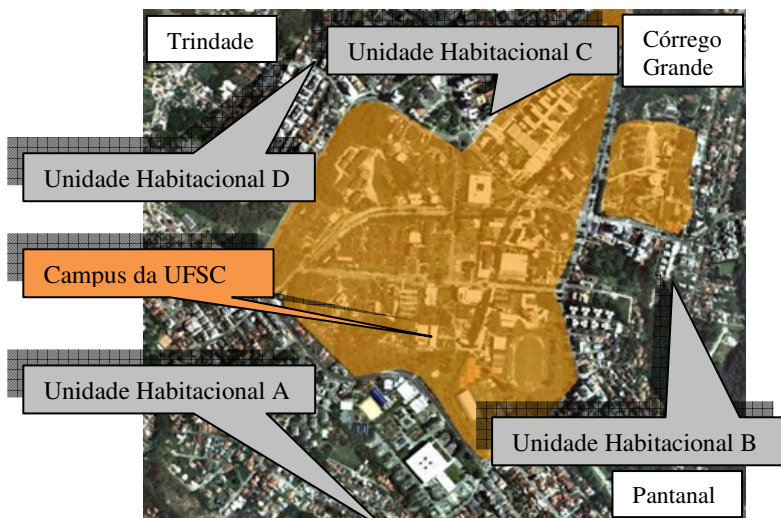 Trindade
Unidade Habitacional C
Córrego
Grande
Unidade Habitacional D
Campus da UFSC
Unidade Habitacional A
Unidade Habitacional B
Pantanal